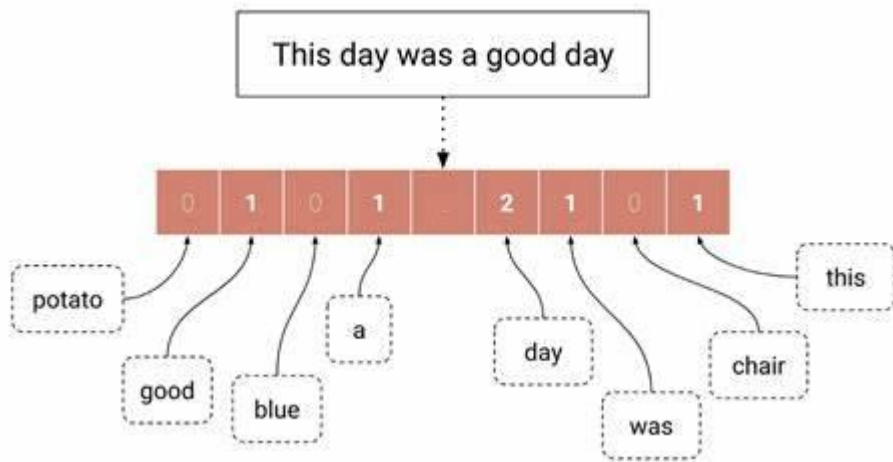 This day was a good day
0 1 0 1 ... 2 1 0 1
potato
good
blue
a
day
was
chair
this